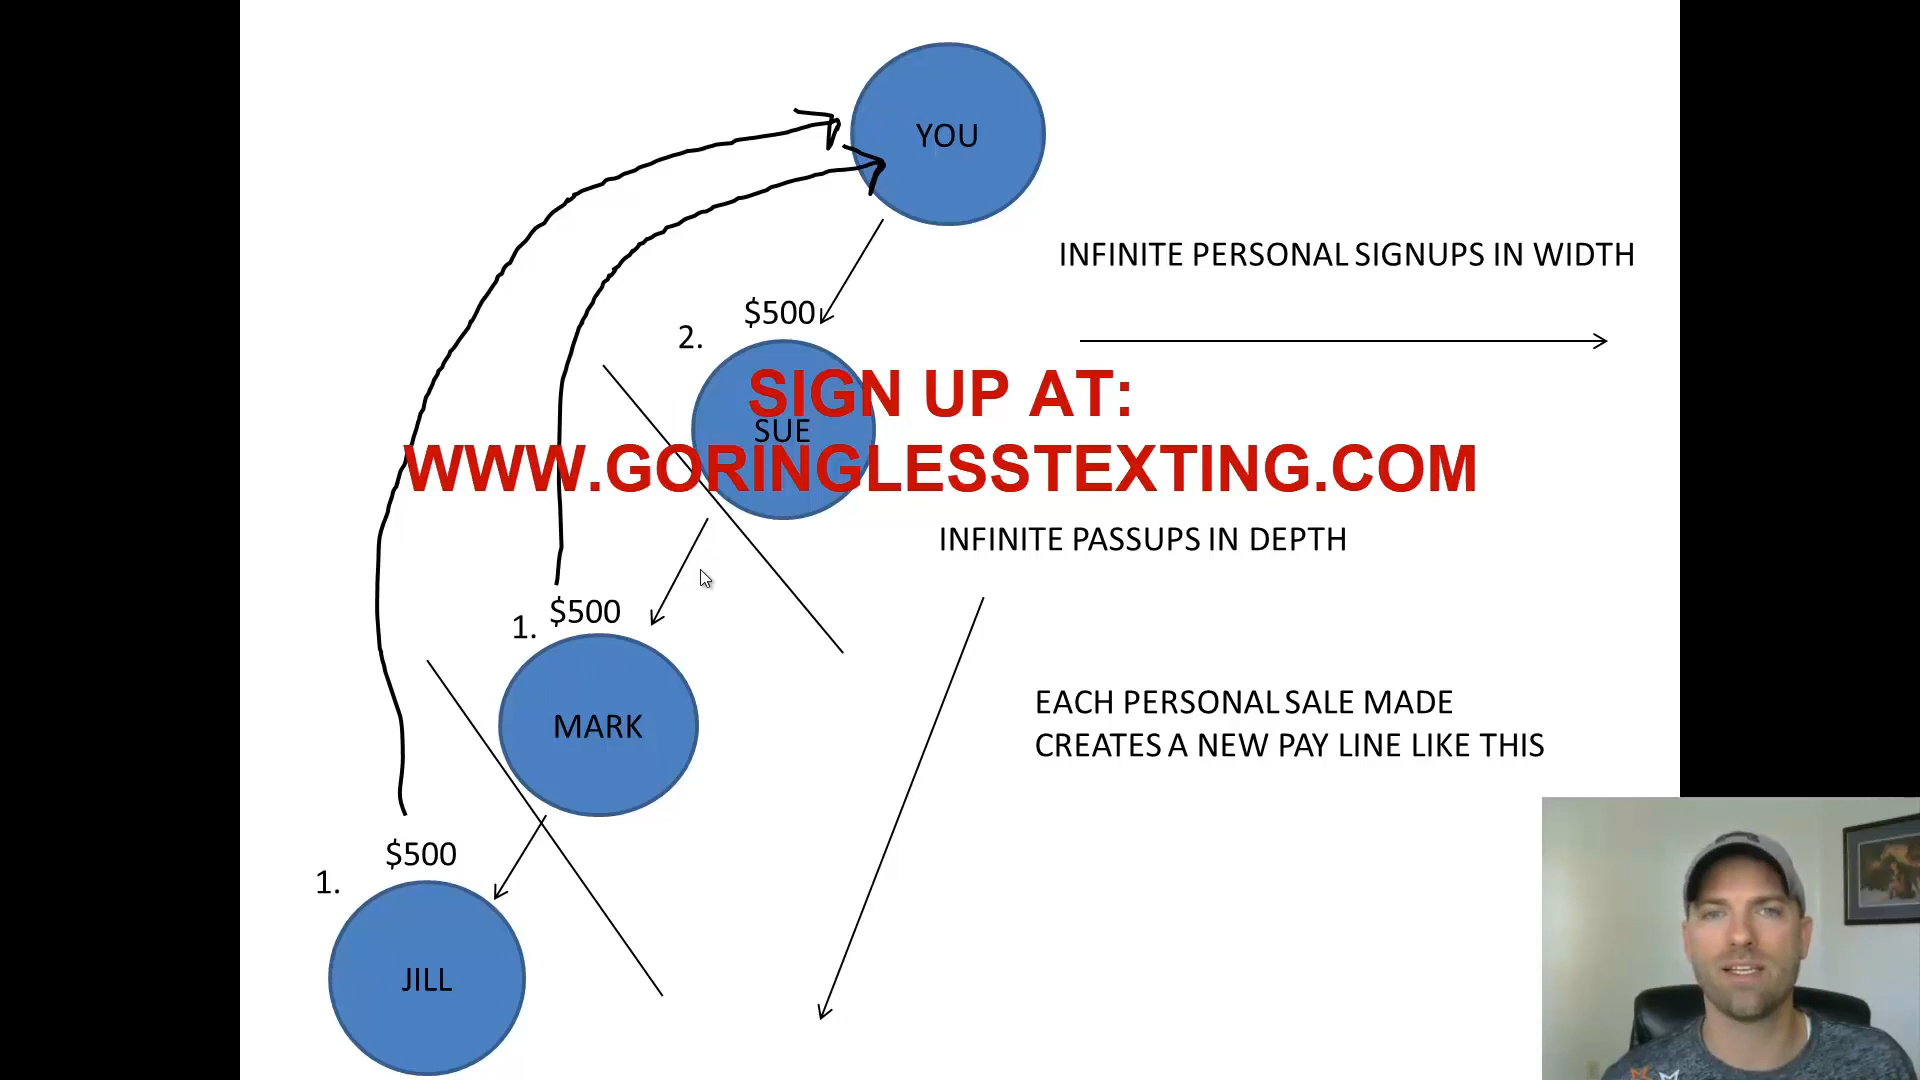 YOU
INFINITE PERSONAL SIGNUPS IN WIDTH
$500
2.
SIGN UP AT:
SUE
WWW.GORINGLESSTEXTING.COM
INFINITE PASSUPS IN DEPTH
$500
1.
EACH PERSONAL SALE MADE
CREATES A NEW PAY LINE LIKE THIS
MARK
$500
1.
JILL